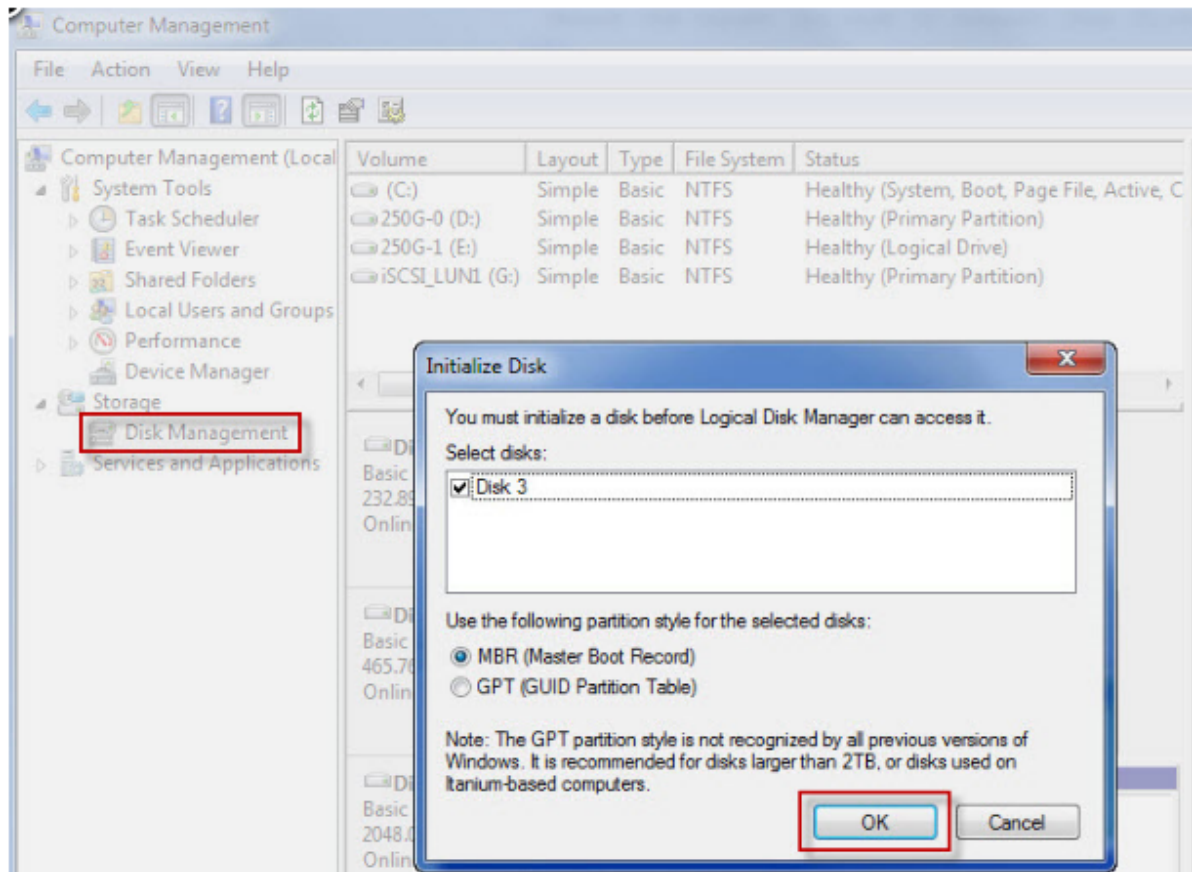 Computer Management
File Action View Help
Computer Management (Local
System Tools
Task Scheduler
Event Viewer
Shared Folders
Local Users and Groups
Performance
Device Manager
Storage
Disk Management
Services and Applications
Volume Layout Type File System Status
(C:) Simple Basic NTFS Healthy (System, Boot, Page File, Active, C
250G-0 (D:) Simple Basic NTFS Healthy (Primary Partition)
250G-1 (E:) Simple Basic NTFS Healthy (Logical Drive)
iSCSI_LUN1 (G:) Simple Basic NTFS Healthy (Primary Partition)
Di
Basic
232.89
Onlin
Di
Basic
465.76
Onlin
Di
Basic
2048.0
Onlin
Initialize Disk
You must initialize a disk before Logical Disk Manager can access it.
Select disks:
Disk 3
Use the following partition style for the selected disks:
MBR (Master Boot Record)
GPT (GUID Partition Table)
Note: The GPT partition style is not recognized by all previous versions of
Windows. It is recommended for disks larger than 2TB, or disks used on
Itanium-based computers.
OK Cancel